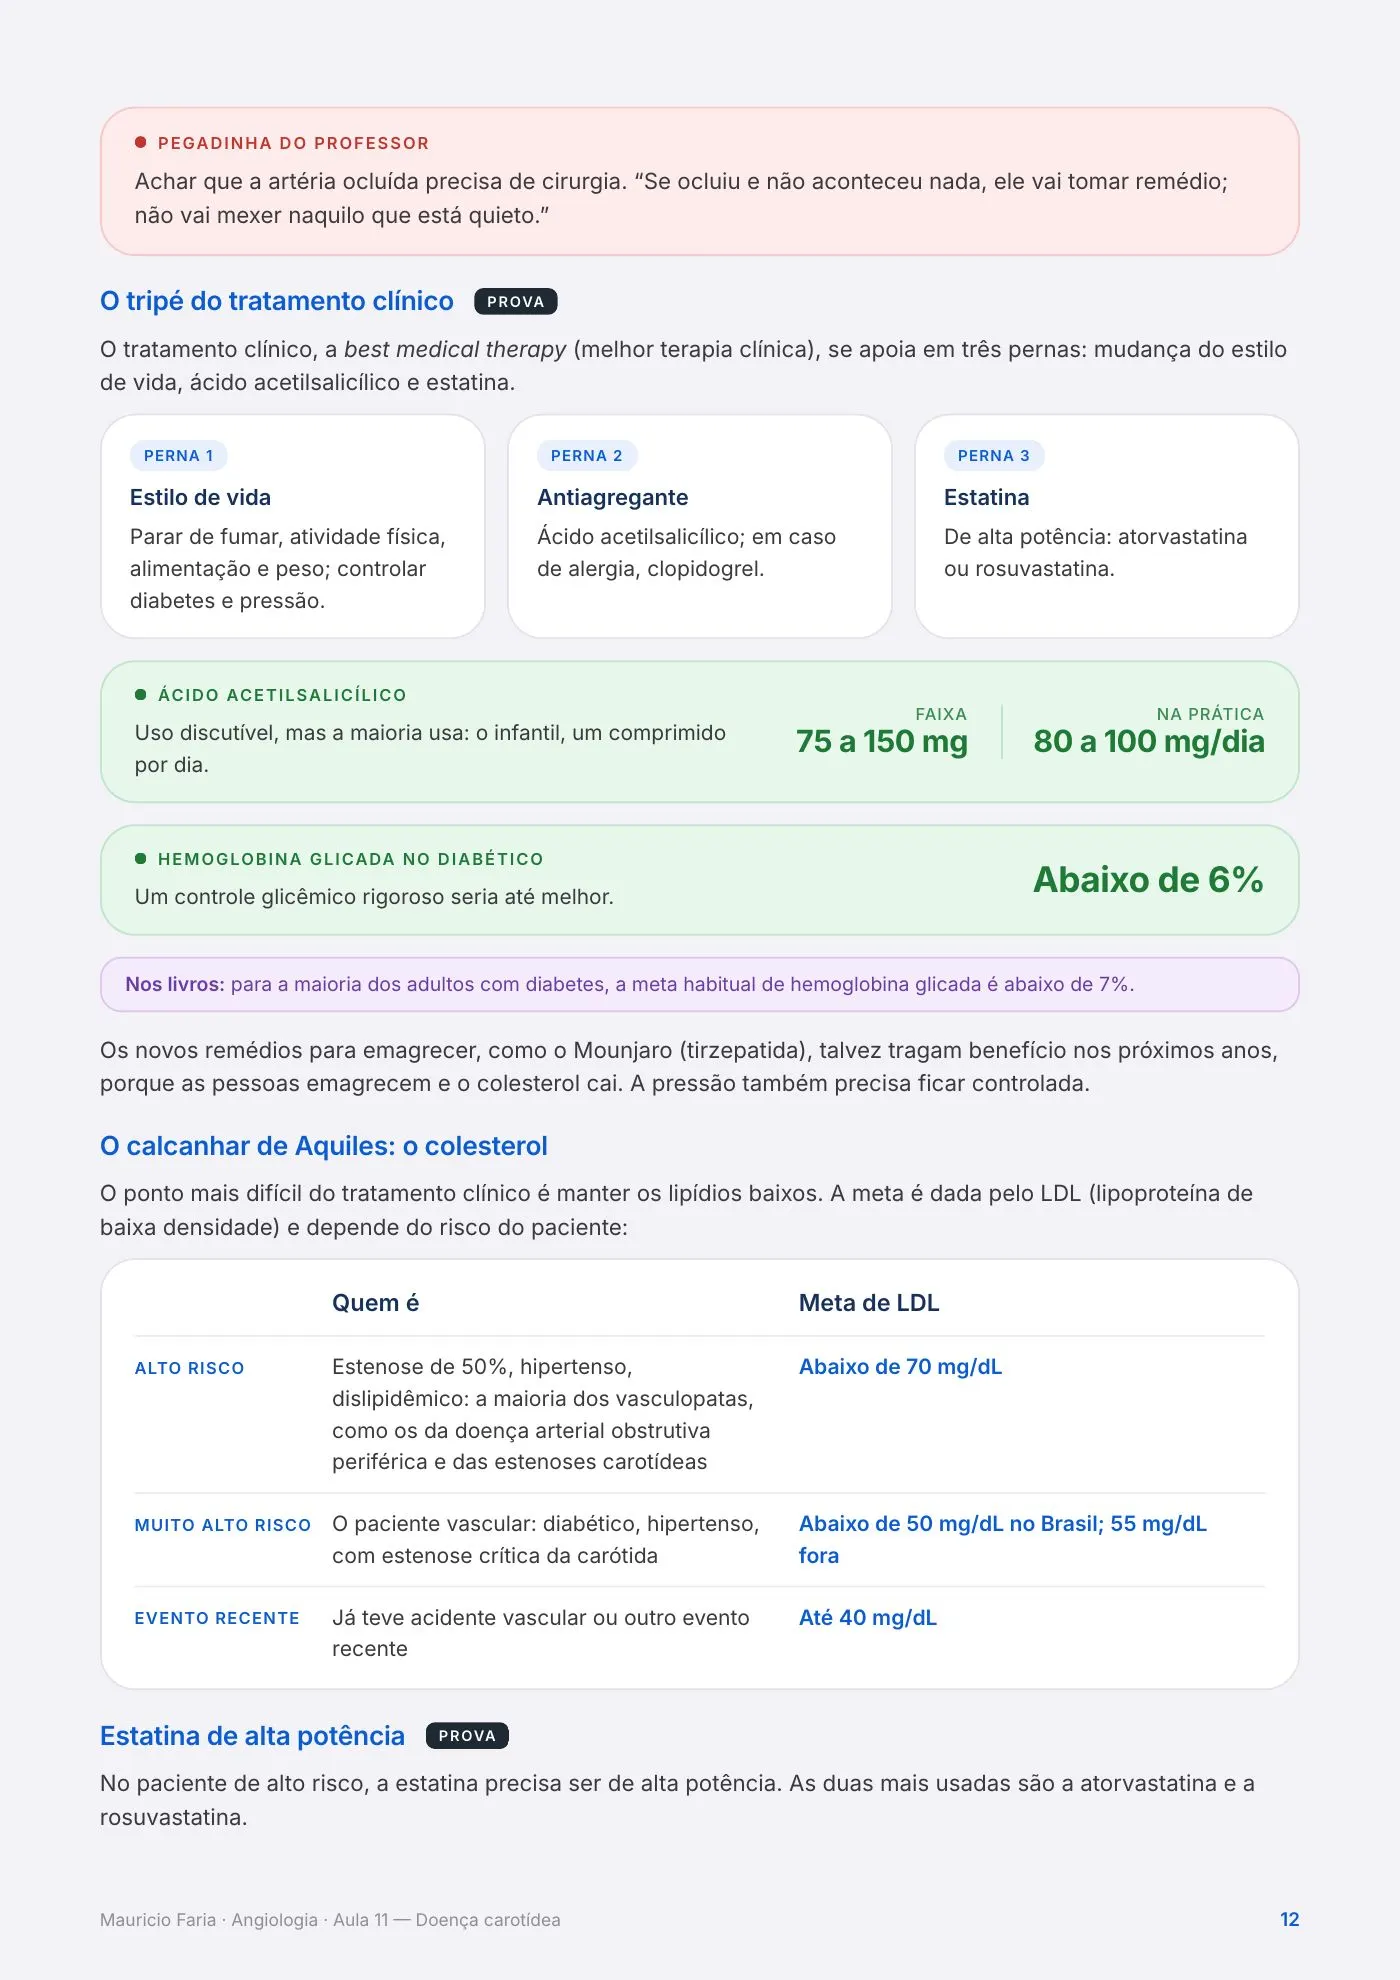 PEGADINHA DO PROFESSOR
Achar que a artéria ocluída precisa de cirurgia. “Se ocluiu e não aconteceu nada, ele vai tomar remédio;
não vai mexer naquilo que está quieto.”
O tripé do tratamento clínico PROVA
O tratamento clínico, a best medical therapy (melhor terapia clínica), se apoia em três pernas: mudança do estilo
de vida, ácido acetilsalicílico e estatina.
PERNA 1
Estilo de vida
Parar de fumar, atividade física,
alimentação e peso; controlar
diabetes e pressão.
PERNA 2
Antiagregante
Ácido acetilsalicílico; em caso
de alergia, clopidogrel.
PERNA 3
Estatina
De alta potência: atorvastatina
ou rosuvastatina.
ÁCIDO ACETILSALICÍLICO
Uso discutível, mas a maioria usa: o infantil, um comprimido
por dia.
FAIXA
75 a 150 mg
NA PRÁTICA
80 a 100 mg/dia
HEMOGLOBINA GLICADA NO DIABÉTICO
Um controle glicêmico rigoroso seria até melhor.
Abaixo de 6%
Nos livros: para a maioria dos adultos com diabetes, a meta habitual de hemoglobina glicada é abaixo de 7%.
Os novos remédios para emagrecer, como o Mounjaro (tirzepatida), talvez tragam benefício nos próximos anos,
porque as pessoas emagrecem e o colesterol cai. A pressão também precisa ficar controlada.
O calcanhar de Aquiles: o colesterol
O ponto mais difícil do tratamento clínico é manter os lipídios baixos. A meta é dada pelo LDL (lipoproteína de
baixa densidade) e depende do risco do paciente:
Quem é Meta de LDL
ALTO RISCO Estenose de 50%, hipertenso, Abaixo de 70 mg/dL
dislipidêmico: a maioria dos vasculopatas,
como os da doença arterial obstrutiva
periférica e das estenoses carotídeas
MUITO ALTO RISCO O paciente vascular: diabético, hipertenso, Abaixo de 50 mg/dL no Brasil; 55 mg/dL
com estenose crítica da carótida fora
EVENTO RECENTE Já teve acidente vascular ou outro evento Até 40 mg/dL
recente
Estatina de alta potência PROVA
No paciente de alto risco, a estatina precisa ser de alta potência. As duas mais usadas são a atorvastatina e a
rosuvastatina.
Mauricio Faria · Angiologia · Aula 11 — Doença carotídea 12